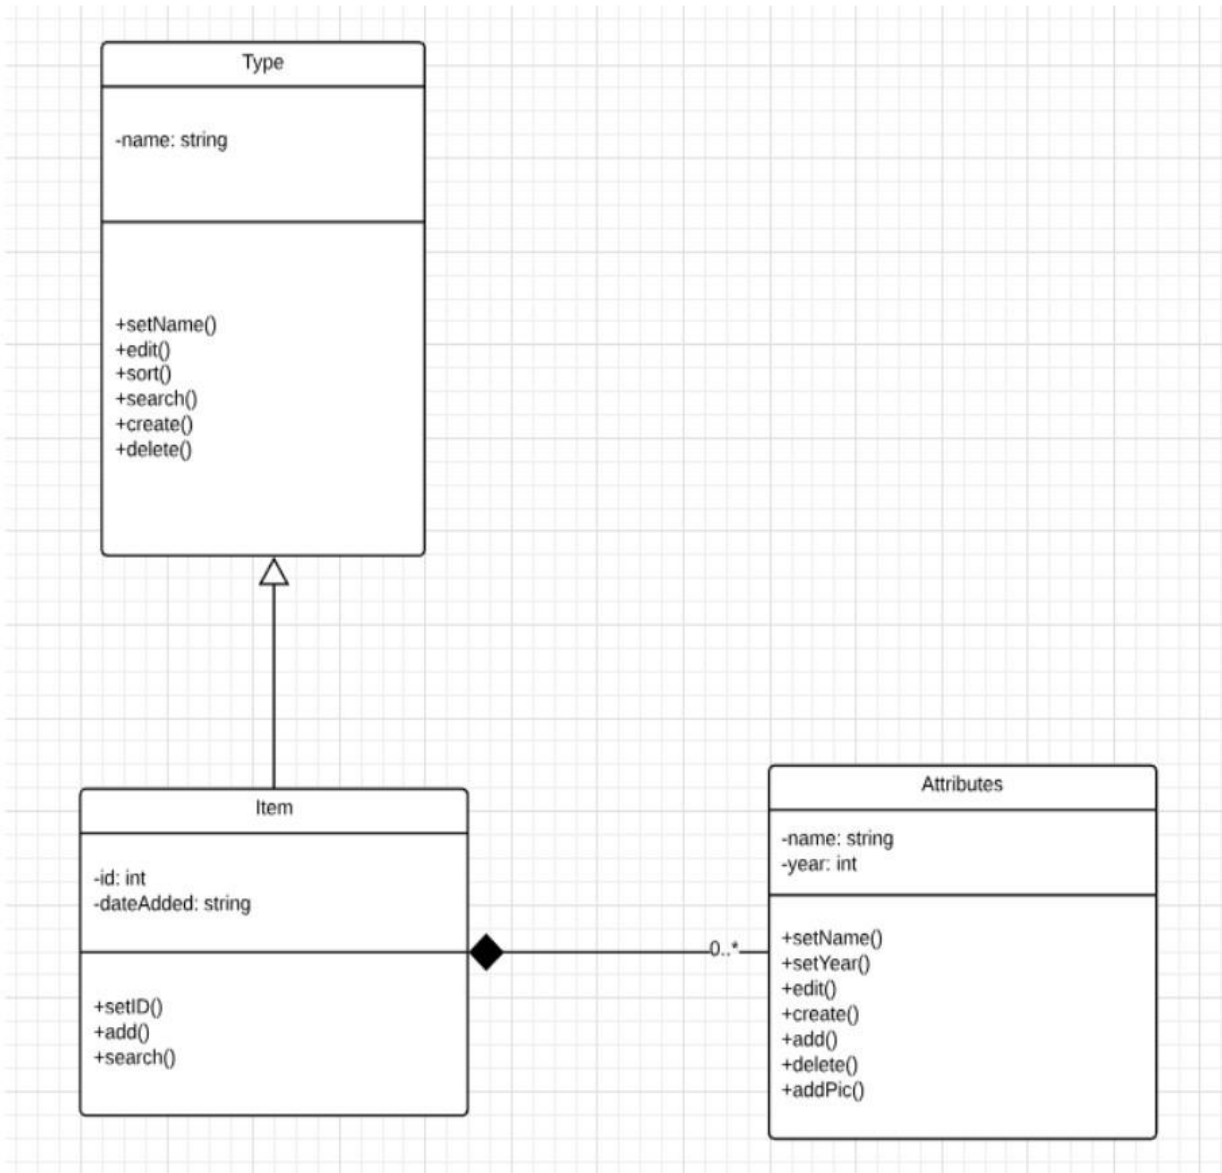 Type
-name: string
+setName()
+edit()
+sort()
+search()
+create()
+delete()
Item
-id: int
-dateAdded: string
+setID()
+add()
+search()
0..*
Attributes
-name: string
-year: int
+setName()
+setYear()
+edit()
+create()
+add()
+delete()
+addPic()